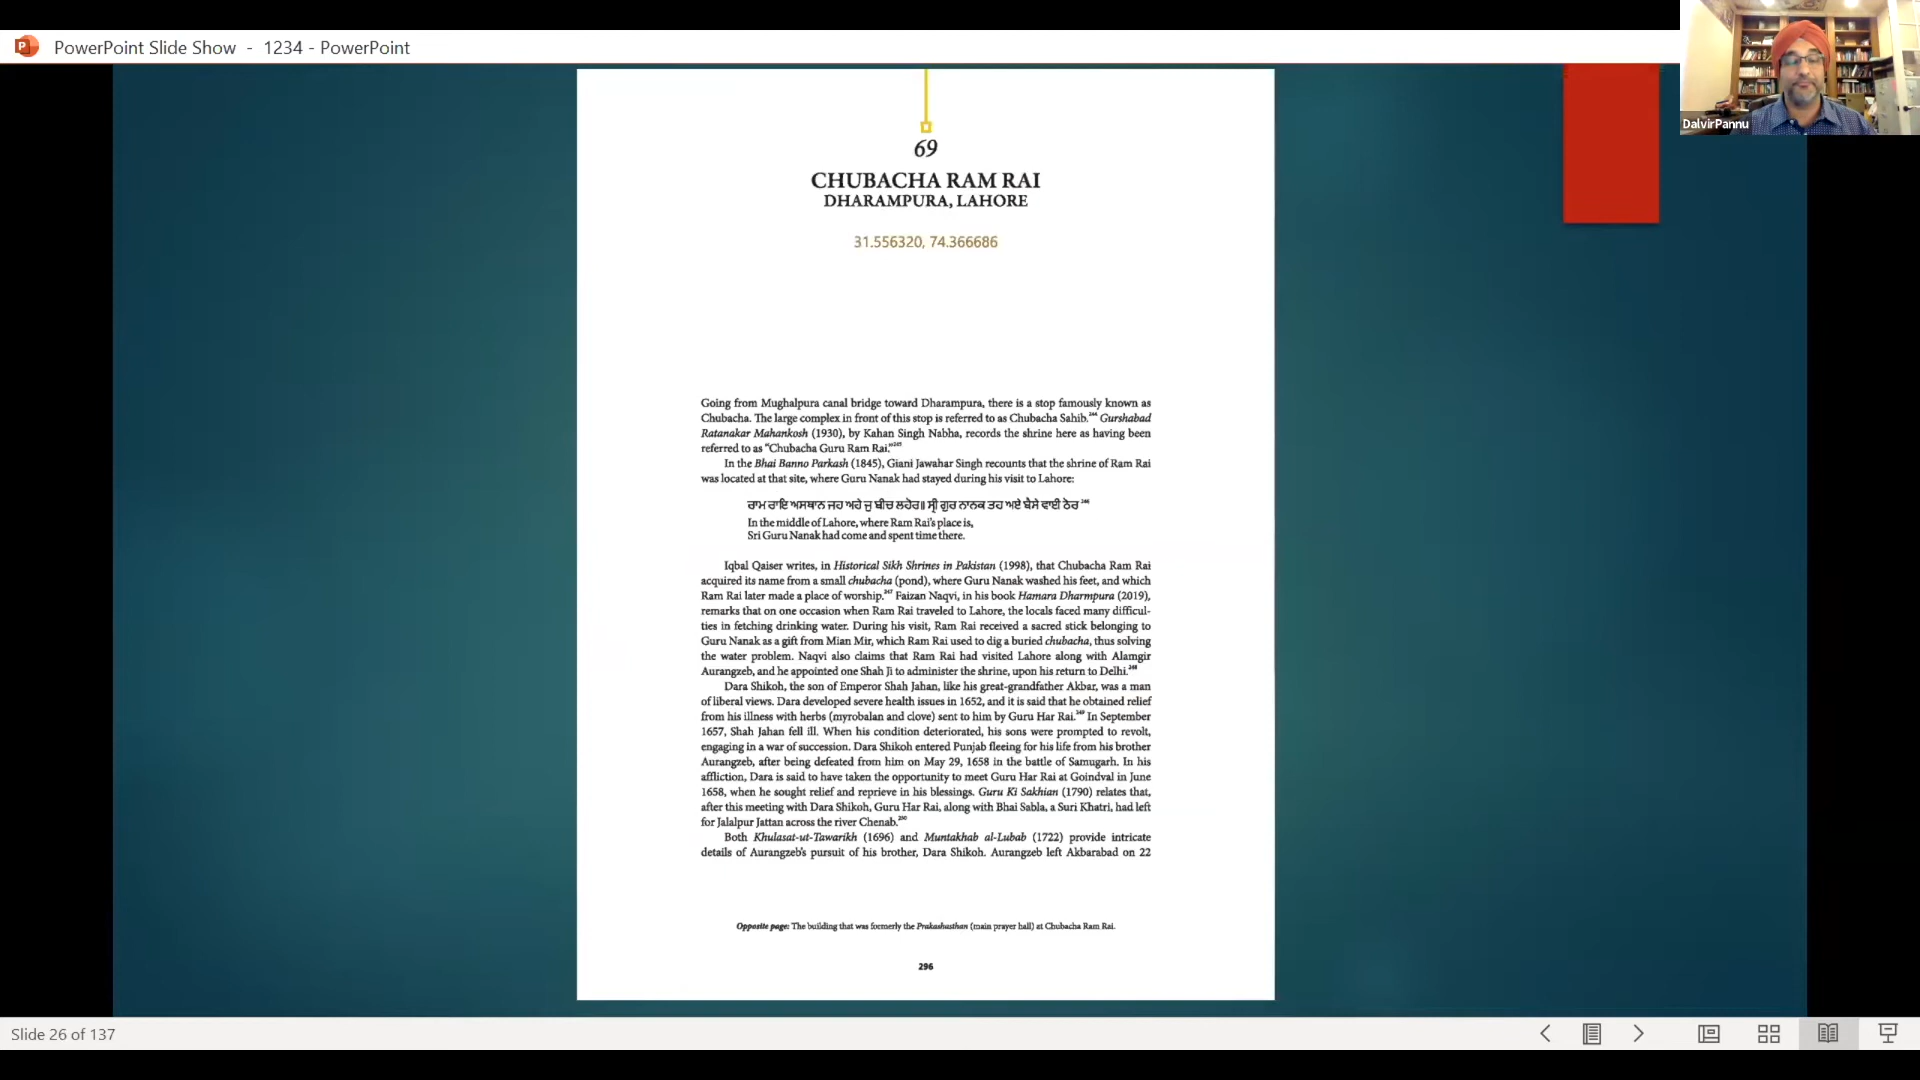 PowerPoint Slide Show - 1234 - PowerPoint
DalvirPannu
69
CHUBACHA RAM RAI
DHARAMPURA, LAHORE
31.556320, 74.366686
Going from Mughalpura canal bridge toward Dharampura, there is a stop famously known as
Chubacha. The large complex in front of this stop is referred to as Chubacha Sahib.²⁴⁴ Gurshabad
Ratanakar Mahankosh (1930), by Kahan Singh Nabha, records the shrine here as having been
referred to as “Chubacha Guru Ram Rai.”²⁴⁵
In the Bhai Banno Parkash (1845), Giani Jawahar Singh recounts that the shrine of Ram Rai
was located at that site, where Guru Nanak had stayed during his visit to Lahore:
ਰਾਮ ਰਾਇ ਅਸਥਾਨ ਜਹ ਅਹੇ ਜੁ ਬੀਚ ਲਹੋਰ॥ ਸ੍ਰੀ ਗੁਰ ਨਾਨਕ ਤਹ ਅਏ ਬੈਸੇ ਵਾਈ ਠੋਰ ²⁴⁶
In the middle of Lahore, where Ram Rai’s place is,
Sri Guru Nanak had come and spent time there.
Iqbal Qaiser writes, in Historical Sikh Shrines in Pakistan (1998), that Chubacha Ram Rai
acquired its name from a small chubacha (pond), where Guru Nanak washed his feet, and which
Ram Rai later made a place of worship.²⁴⁷ Faizan Naqvi, in his book Hamara Dharmpura (2019),
remarks that on one occasion when Ram Rai traveled to Lahore, the locals faced many difficul-
ties in fetching drinking water. During his visit, Ram Rai received a sacred stick belonging to
Guru Nanak as a gift from Mian Mir, which Ram Rai used to dig a buried chubacha, thus solving
the water problem. Naqvi also claims that Ram Rai had visited Lahore along with Alamgir
Aurangzeb, and he appointed one Shah Ji to administer the shrine, upon his return to Delhi.²⁴⁸
Dara Shikoh, the son of Emperor Shah Jahan, like his great-grandfather Akbar, was a man
of liberal views. Dara developed severe health issues in 1652, and it is said that he obtained relief
from his illness with herbs (myrobalan and clove) sent to him by Guru Har Rai.²⁴⁹ In September
1657, Shah Jahan fell ill. When his condition deteriorated, his sons were prompted to revolt,
engaging in a war of succession. Dara Shikoh entered Punjab fleeing for his life from his brother
Aurangzeb, after being defeated from him on May 29, 1658 in the battle of Samugarh. In his
affliction, Dara is said to have taken the opportunity to meet Guru Har Rai at Goindval in June
1658, when he sought relief and reprieve in his blessings. Guru Ki Sakhian (1790) relates that,
after this meeting with Dara Shikoh, Guru Har Rai, along with Bhai Sabla, a Suri Khatri, had left
for Jalalpur Jattan across the river Chenab.²⁵⁰
Both Khulasat-ut-Tawarikh (1696) and Muntakhab al-Lubab (1722) provide intricate
details of Aurangzeb’s pursuit of his brother, Dara Shikoh. Aurangzeb left Akbarabad on 22
Opposite page: The building that was formerly the Prakashasthan (main prayer hall) at Chubacha Ram Rai.
296
Slide 26 of 137